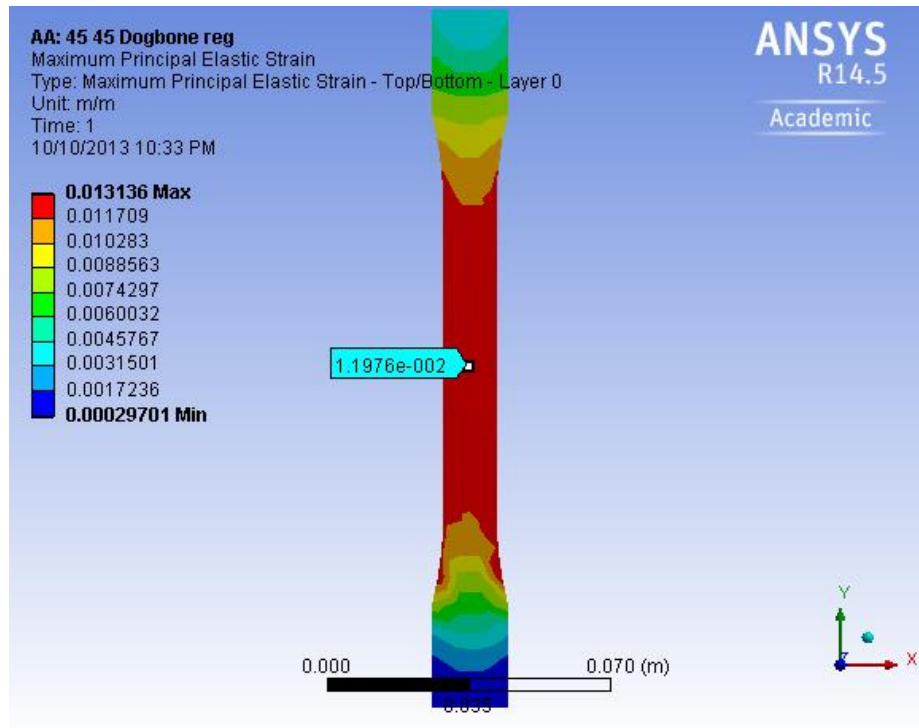 AA: 45 45 Dogbone reg
Maximum Principal Elastic Strain
Type: Maximum Principal Elastic Strain - Top/Bottom - Layer 0
Unit: m/m
Time: 1
10/10/2013 10:33 PM
ANSYS
R14.5
Academic
0.013136 Max
0.011709
0.010283
0.0088563
0.0074297
0.0060032
0.0045767
0.0031501
0.0017236
0.00029701 Min
1.1976e-002
0.000
0.070 (m)
0.035
Y
X
Z